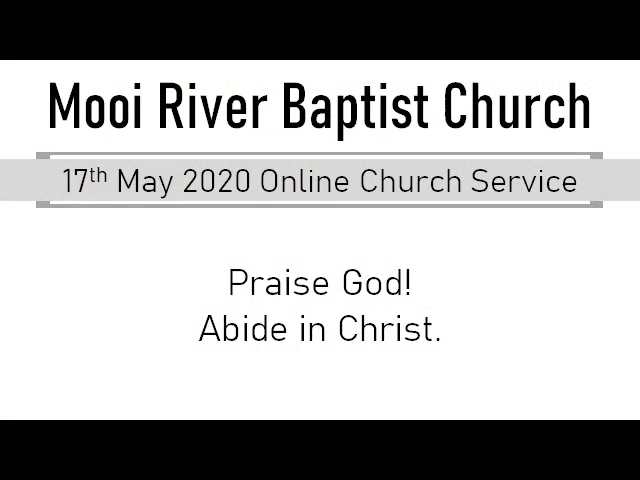 Mooi River Baptist Church
17th May 2020 Online Church Service
Praise God!
Abide in Christ.